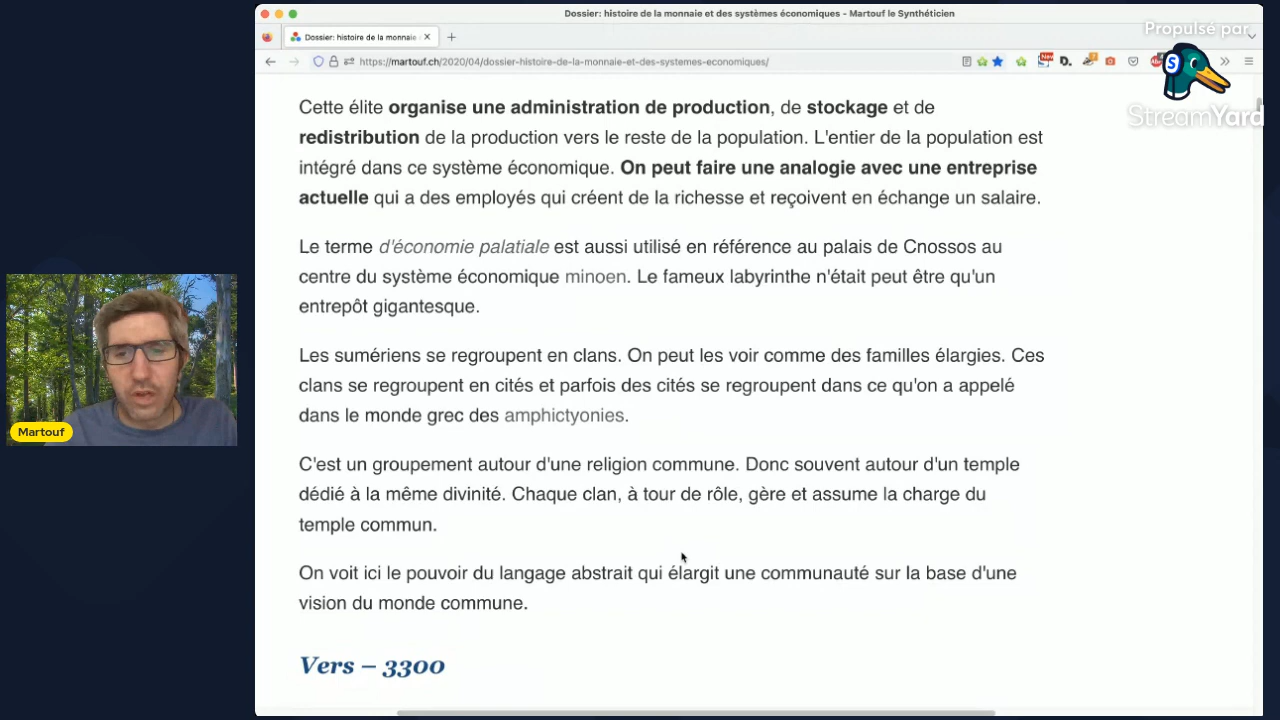 Dossier: histoire de la monnaie et des systèmes économiques - Martouf le Synthéticien
Dossier: histoire de la monnaie
https://martouf.ch/2020/04/dossier-histoire-de-la-monnaie-et-des-systemes-economiques/
New
D.
Propulsé par
S
StreamYard
Cette élite organise une administration de production, de stockage et de
redistribution de la production vers le reste de la population. L'entier de la population est
intégré dans ce système économique. On peut faire une analogie avec une entreprise
actuelle qui a des employés qui créent de la richesse et reçoivent en échange un salaire.
Le terme d'économie palatiale est aussi utilisé en référence au palais de Cnossos au
centre du système économique minoen. Le fameux labyrinthe n'était peut être qu'un
entrepôt gigantesque.
Les sumériens se regroupent en clans. On peut les voir comme des familles élargies. Ces
clans se regroupent en cités et parfois des cités se regroupent dans ce qu'on a appelé
dans le monde grec des amphictyonies.
C'est un groupement autour d'une religion commune. Donc souvent autour d'un temple
dédié à la même divinité. Chaque clan, à tour de rôle, gère et assume la charge du
temple commun.
On voit ici le pouvoir du langage abstrait qui élargit une communauté sur la base d'une
vision du monde commune.
Vers – 3300
Martouf